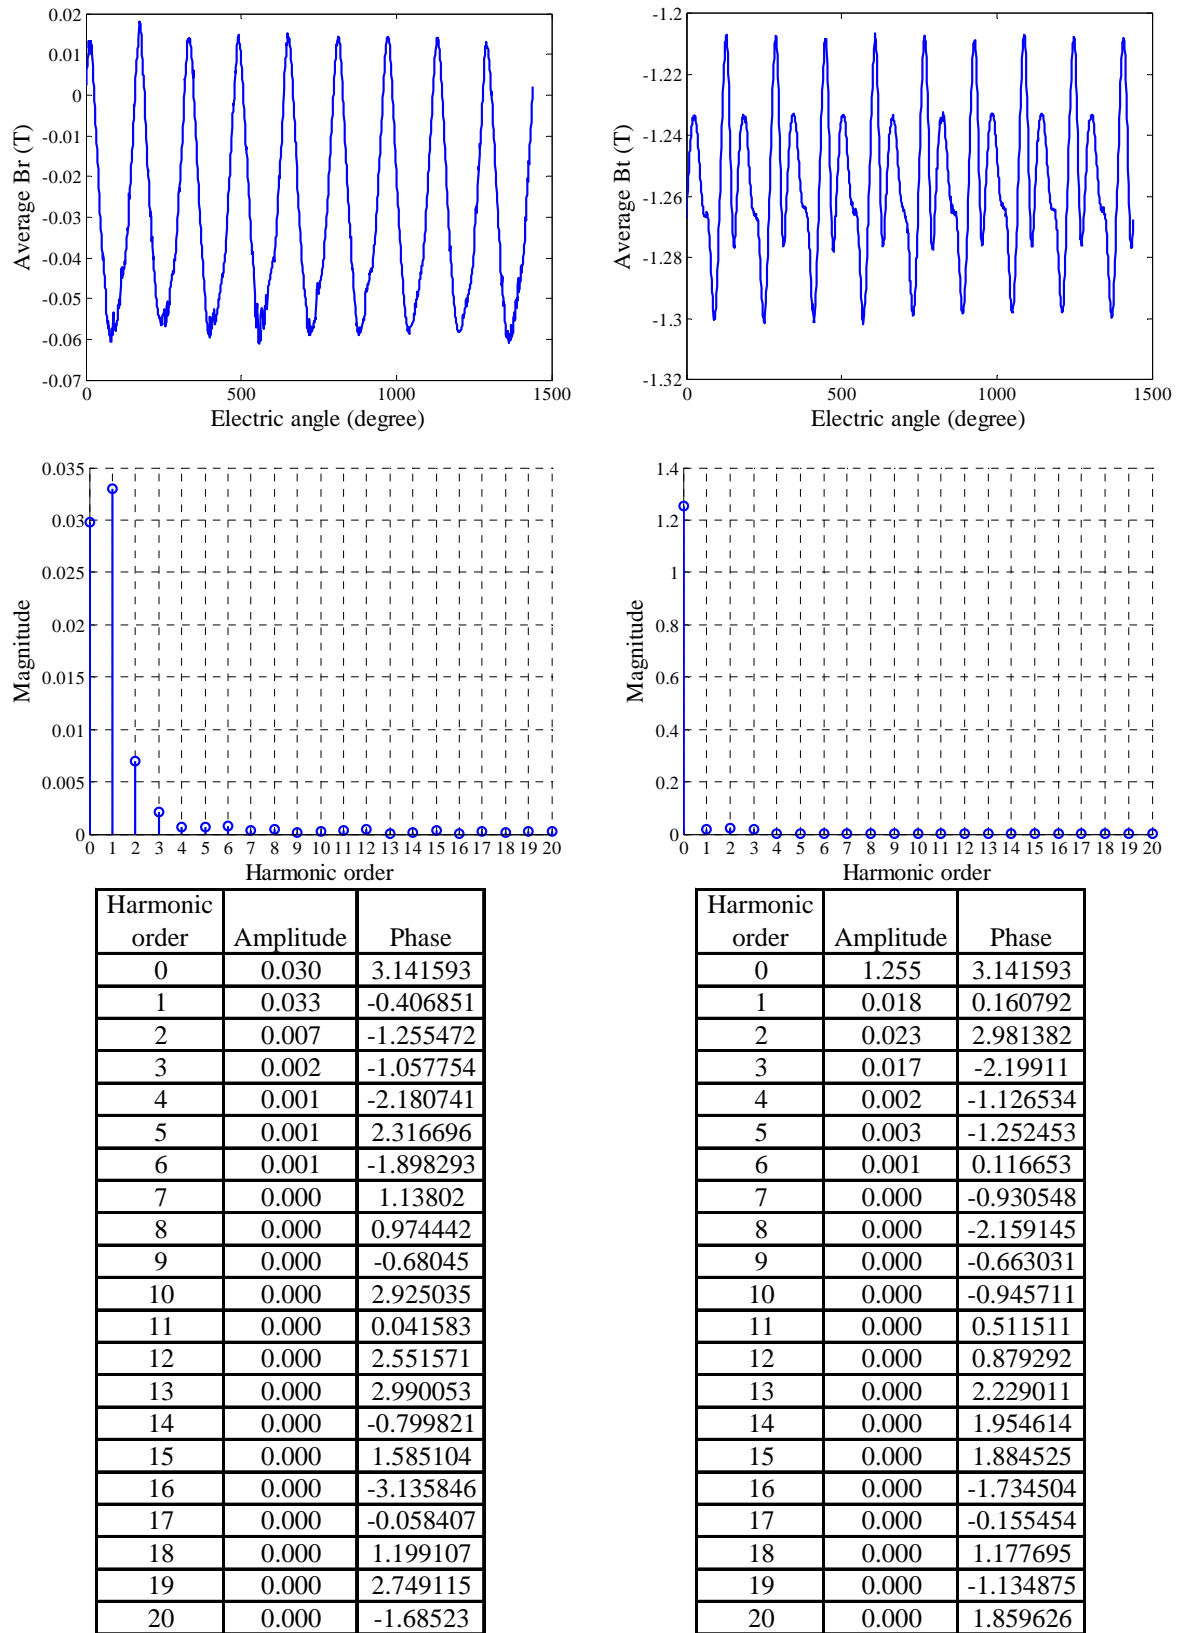 0.02
0.01
0
-0.01
-0.02
-0.03
-0.04
-0.05
-0.06
-0.07
Average Br (T)
0 500 1000 1500
Electric angle (degree)
-1.2
-1.22
-1.24
-1.26
-1.28
-1.3
-1.32
Average Bt (T)
0 500 1000 1500
Electric angle (degree)
0.035
0.03
0.025
0.02
0.015
0.01
0.005
0
Magnitude
0 1 2 3 4 5 6 7 8 9 10 11 12 13 14 15 16 17 18 19 20
Harmonic order
1.4
1.2
1
0.8
0.6
0.4
0.2
0
Magnitude
0 1 2 3 4 5 6 7 8 9 10 11 12 13 14 15 16 17 18 19 20
Harmonic order
Harmonic order Amplitude Phase
0 0.030 3.141593
1 0.033 -0.406851
2 0.007 -1.255472
3 0.002 -1.057754
4 0.001 -2.180741
5 0.001 2.316696
6 0.001 -1.898293
7 0.000 1.13802
8 0.000 0.974442
9 0.000 -0.68045
10 0.000 2.925035
11 0.000 0.041583
12 0.000 2.551571
13 0.000 2.990053
14 0.000 -0.799821
15 0.000 1.585104
16 0.000 -3.135846
17 0.000 -0.058407
18 0.000 1.199107
19 0.000 2.749115
20 0.000 -1.68523
Harmonic order Amplitude Phase
0 1.255 3.141593
1 0.018 0.160792
2 0.023 2.981382
3 0.017 -2.19911
4 0.002 -1.126534
5 0.003 -1.252453
6 0.001 0.116653
7 0.000 -0.930548
8 0.000 -2.159145
9 0.000 -0.663031
10 0.000 -0.945711
11 0.000 0.511511
12 0.000 0.879292
13 0.000 2.229011
14 0.000 1.954614
15 0.000 1.884525
16 0.000 -1.734504
17 0.000 -0.155454
18 0.000 1.177695
19 0.000 -1.134875
20 0.000 1.859626